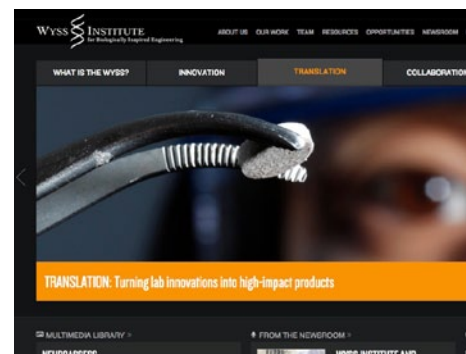 WYSS INSTITUTE
for Biologically Inspired Engineering
ABOUT US OUR WORK TEAM RESOURCES OPPORTUNITIES NEWSROOM
WHAT IS THE WYSS? INNOVATION TRANSLATION COLLABORATION
TRANSLATION: Turning lab innovations into high-impact products
MULTIMEDIA LIBRARY > FROM THE NEWSROOM >
WYSS INSTITUTE AND